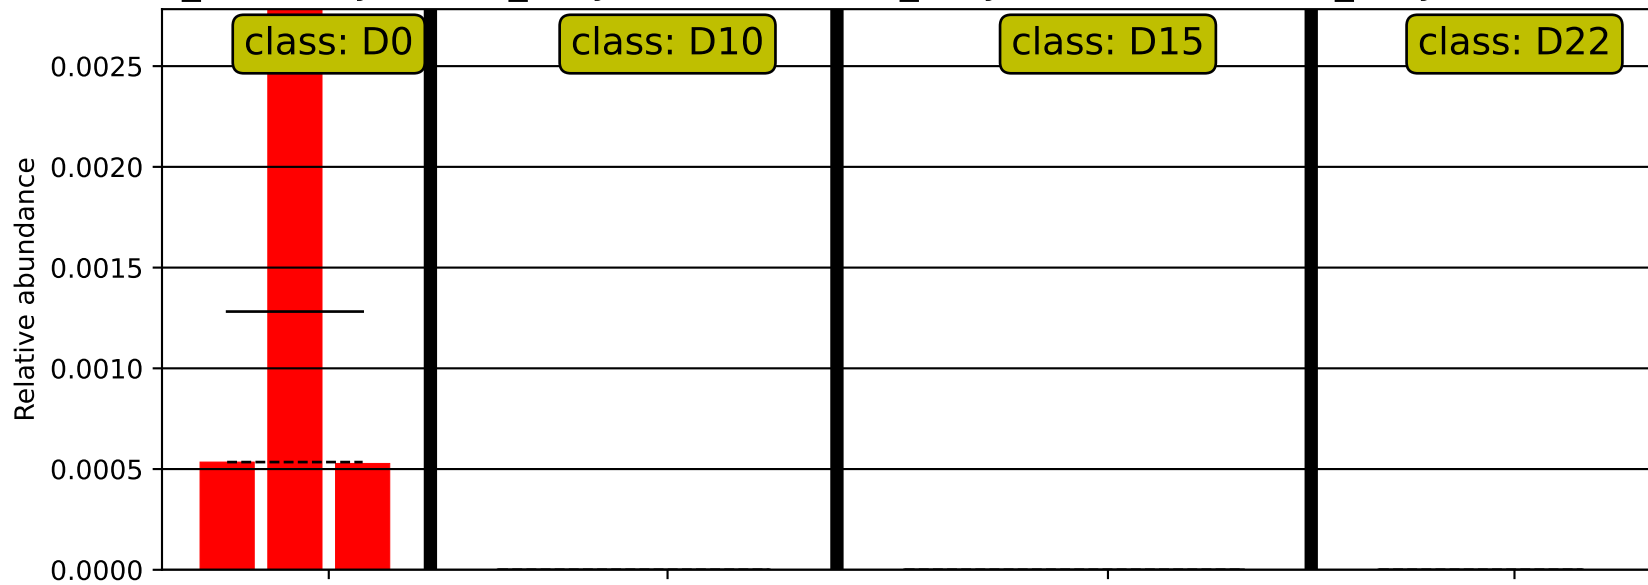 class: D0
class: D10
class: D15
class: D22
0.0025
0.0020
0.0015
0.0010
0.0005
0.0000
Relative abundance